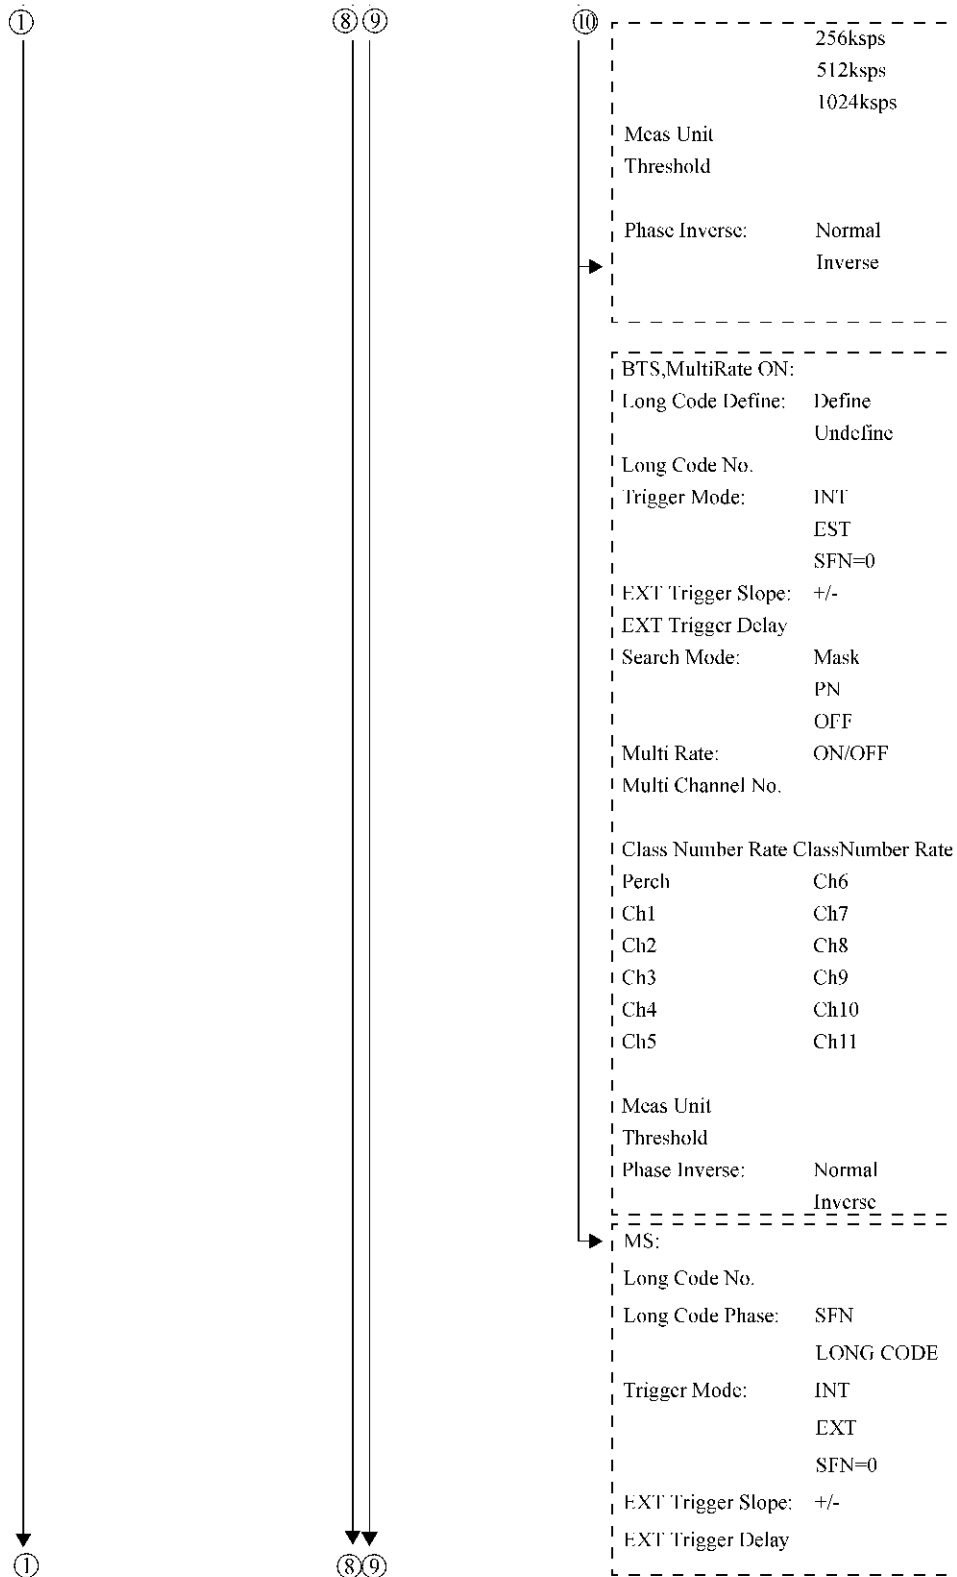 ① ⑧ ⑨ ⑩
256ksps
512ksps
1024ksps
Meas Unit
Threshold
Phase Inverse: Normal
Inverse
BTS,MultiRate ON:
Long Code Define: Define
Undefine
Long Code No.
Trigger Mode: INT
EST
SFN=0
EXT Trigger Slope: +/-
EXT Trigger Delay
Search Mode: Mask
PN
OFF
Multi Rate: ON/OFF
Multi Channel No.
Class Number Rate ClassNumber Rate
Perch Ch6
Ch1 Ch7
Ch2 Ch8
Ch3 Ch9
Ch4 Ch10
Ch5 Ch11
Meas Unit
Threshold
Phase Inverse: Normal
Inverse
MS:
Long Code No.
Long Code Phase: SFN
LONG CODE
Trigger Mode: INT
EXT
SFN=0
EXT Trigger Slope: +/-
EXT Trigger Delay
① ⑧ ⑨